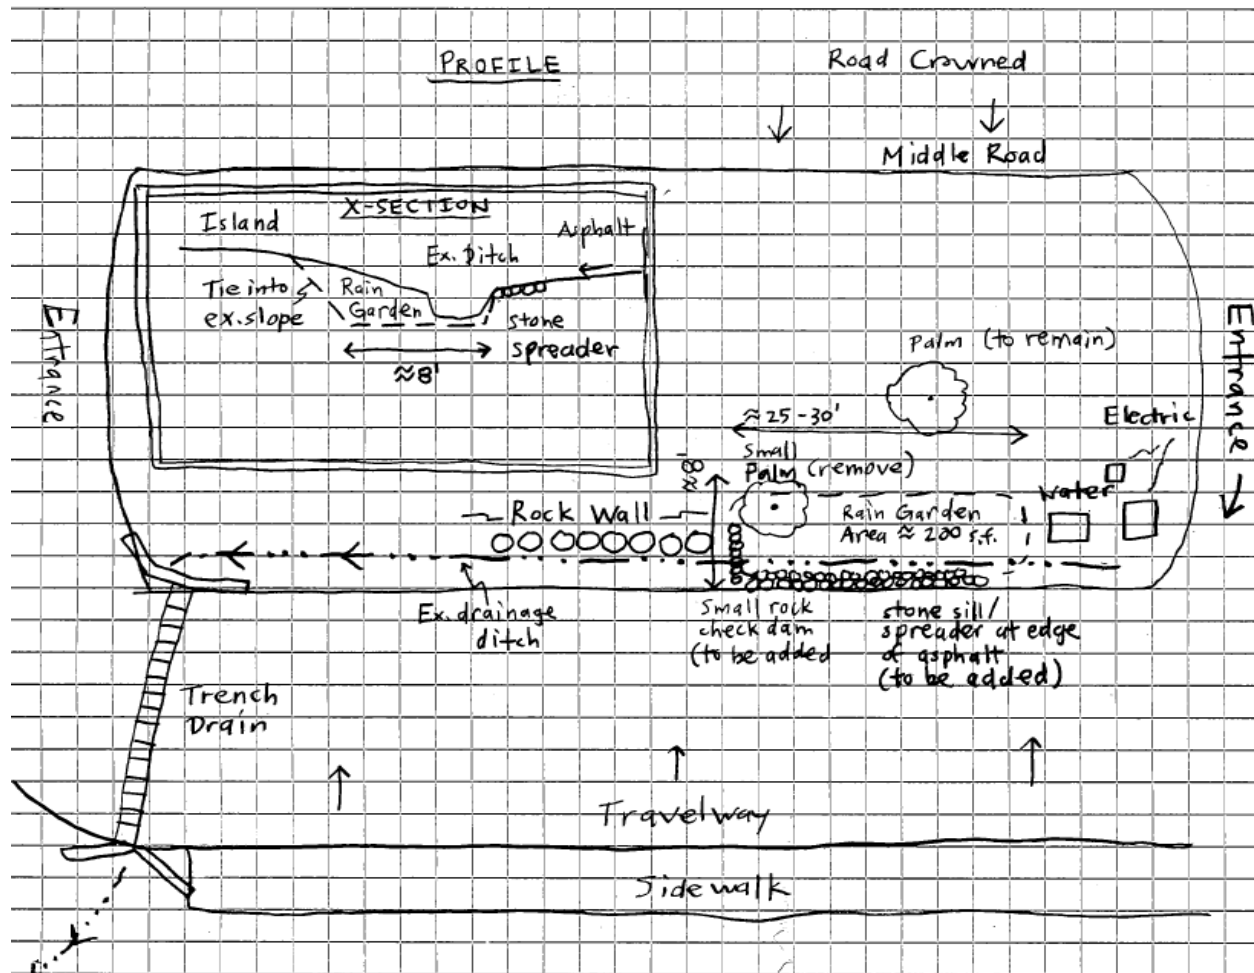 PROFILE
Road Crowned
Middle Road
X-SECTION
Island
Asphalt
Ex. Ditch
Tie into
ex. slope
Rain
Garden
stone
spreader
≈8'
Entrance
Entrance
Palm (to remain)
≈25-30'
Electric
small
Palm (remove)
≈8'
Water
Rock Wall
Rain Garden
Area ≈ 200 s.f.
Ex. drainage
ditch
Small rock
check dam
(to be added
stone sill/
spreader at edge
of asphalt
(to be added)
Trench
Drain
Travelway
Sidewalk